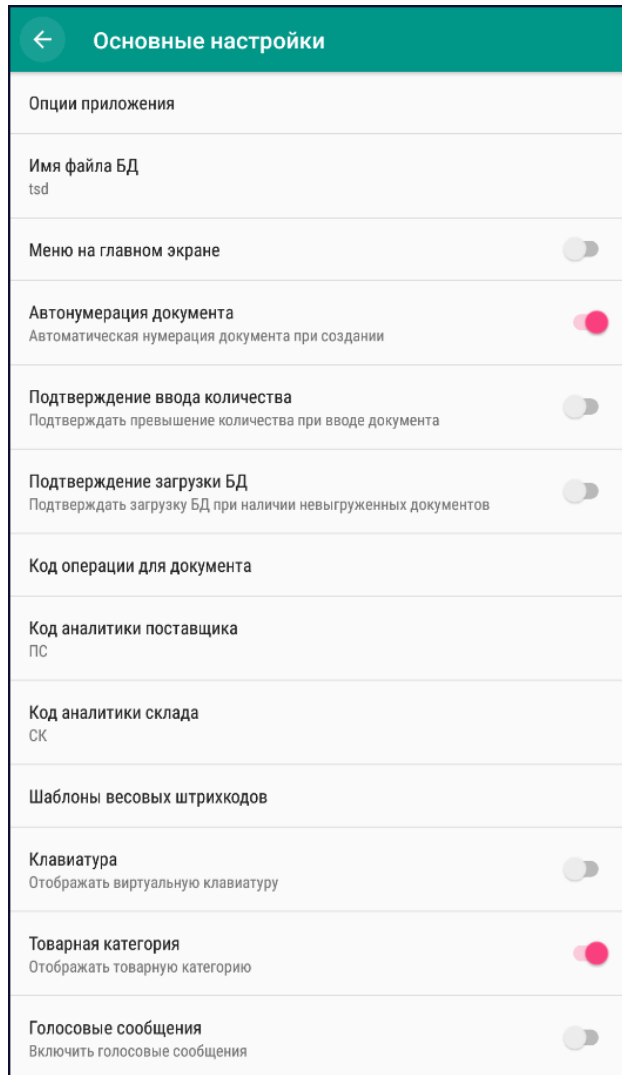 Основные настройки
Опции приложения
Имя файла БД
tsd
Меню на главном экране
Автонумерация документа
Автоматическая нумерация документа при создании
Подтверждение ввода количества
Подтверждать превышение количества при вводе документа
Подтверждение загрузки БД
Подтверждать загрузку БД при наличии невыгруженных документов
Код операции для документа
Код аналитики поставщика
ПС
Код аналитики склада
СК
Шаблоны весовых штрихкодов
Клавиатура
Отображать виртуальную клавиатуру
Товарная категория
Отображать товарную категорию
Голосовые сообщения
Включить голосовые сообщения